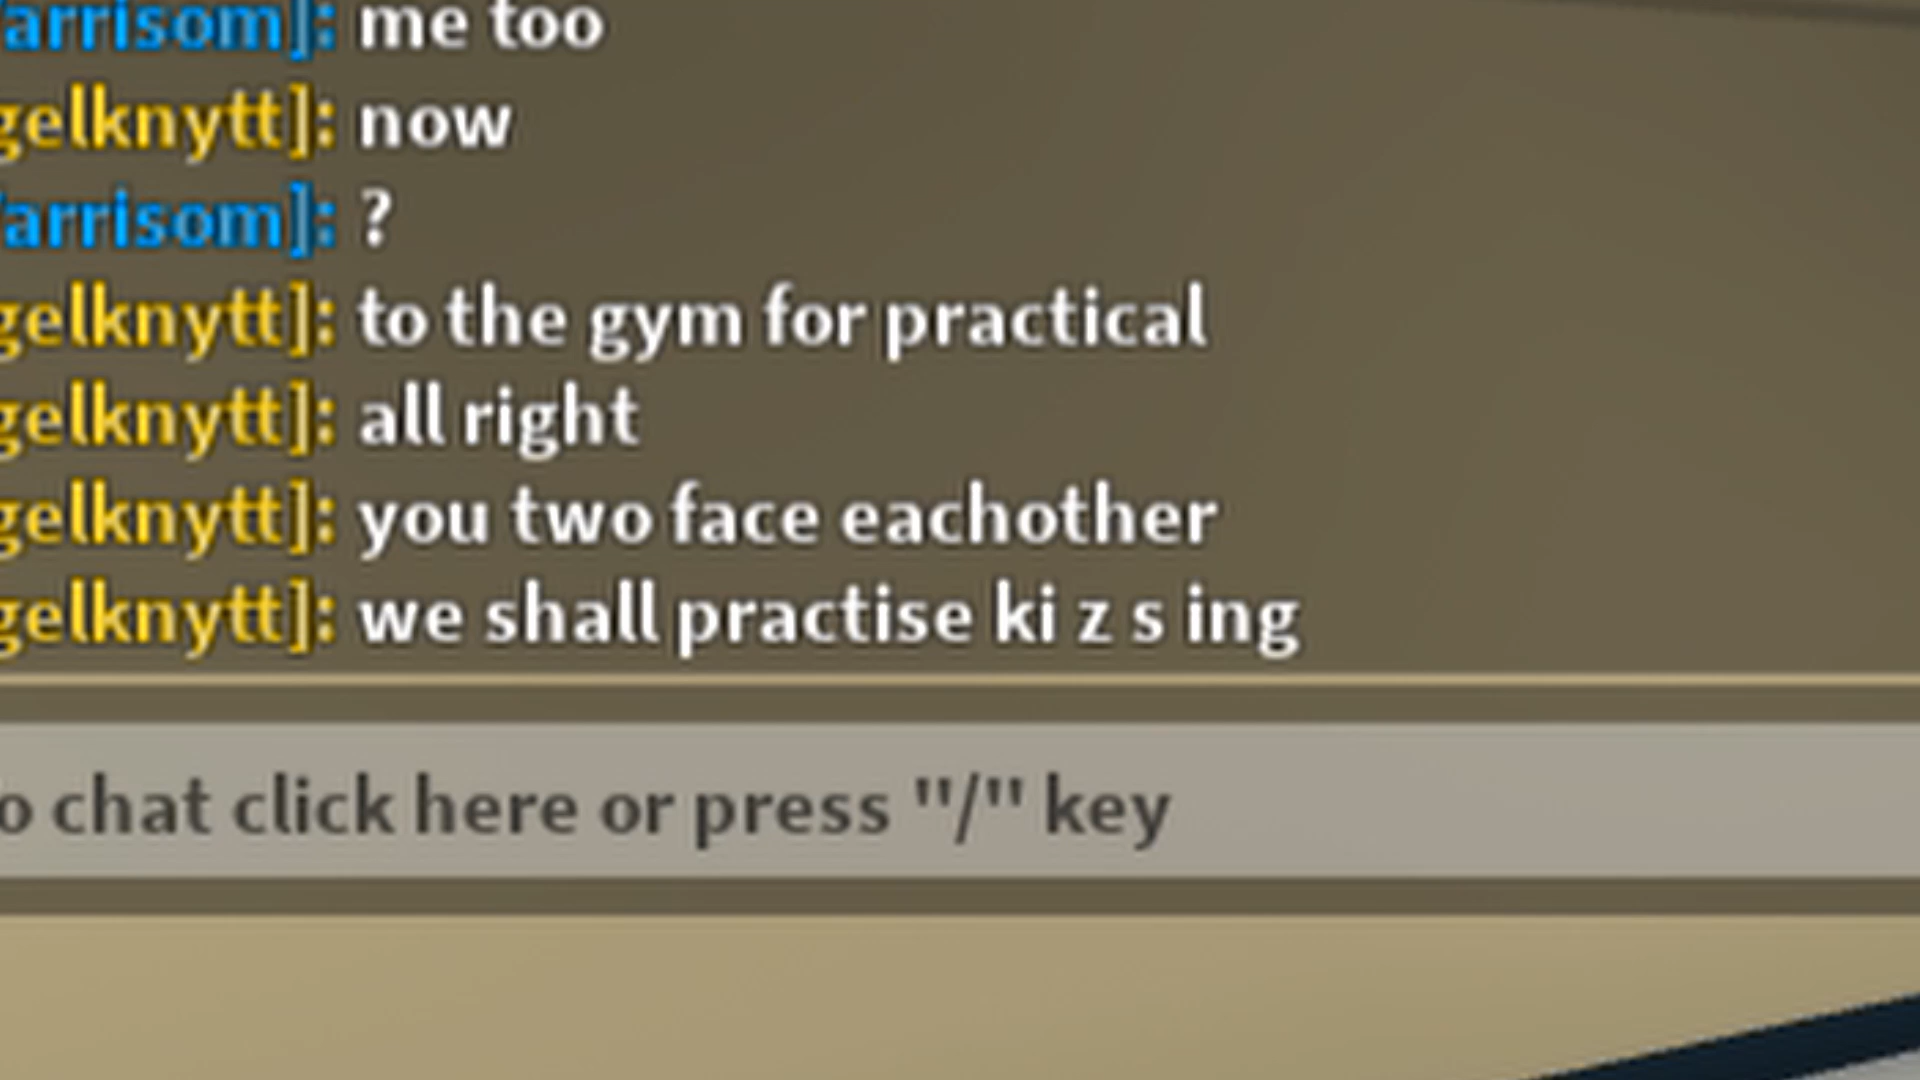 arrisom]: me too
gelknytt]: now
arrisom]: ?
gelknytt]: to the gym for practical
gelknytt]: all right
gelknytt]: you two face eachother
gelknytt]: we shall practise ki z s ing
o chat click here or press "/" key